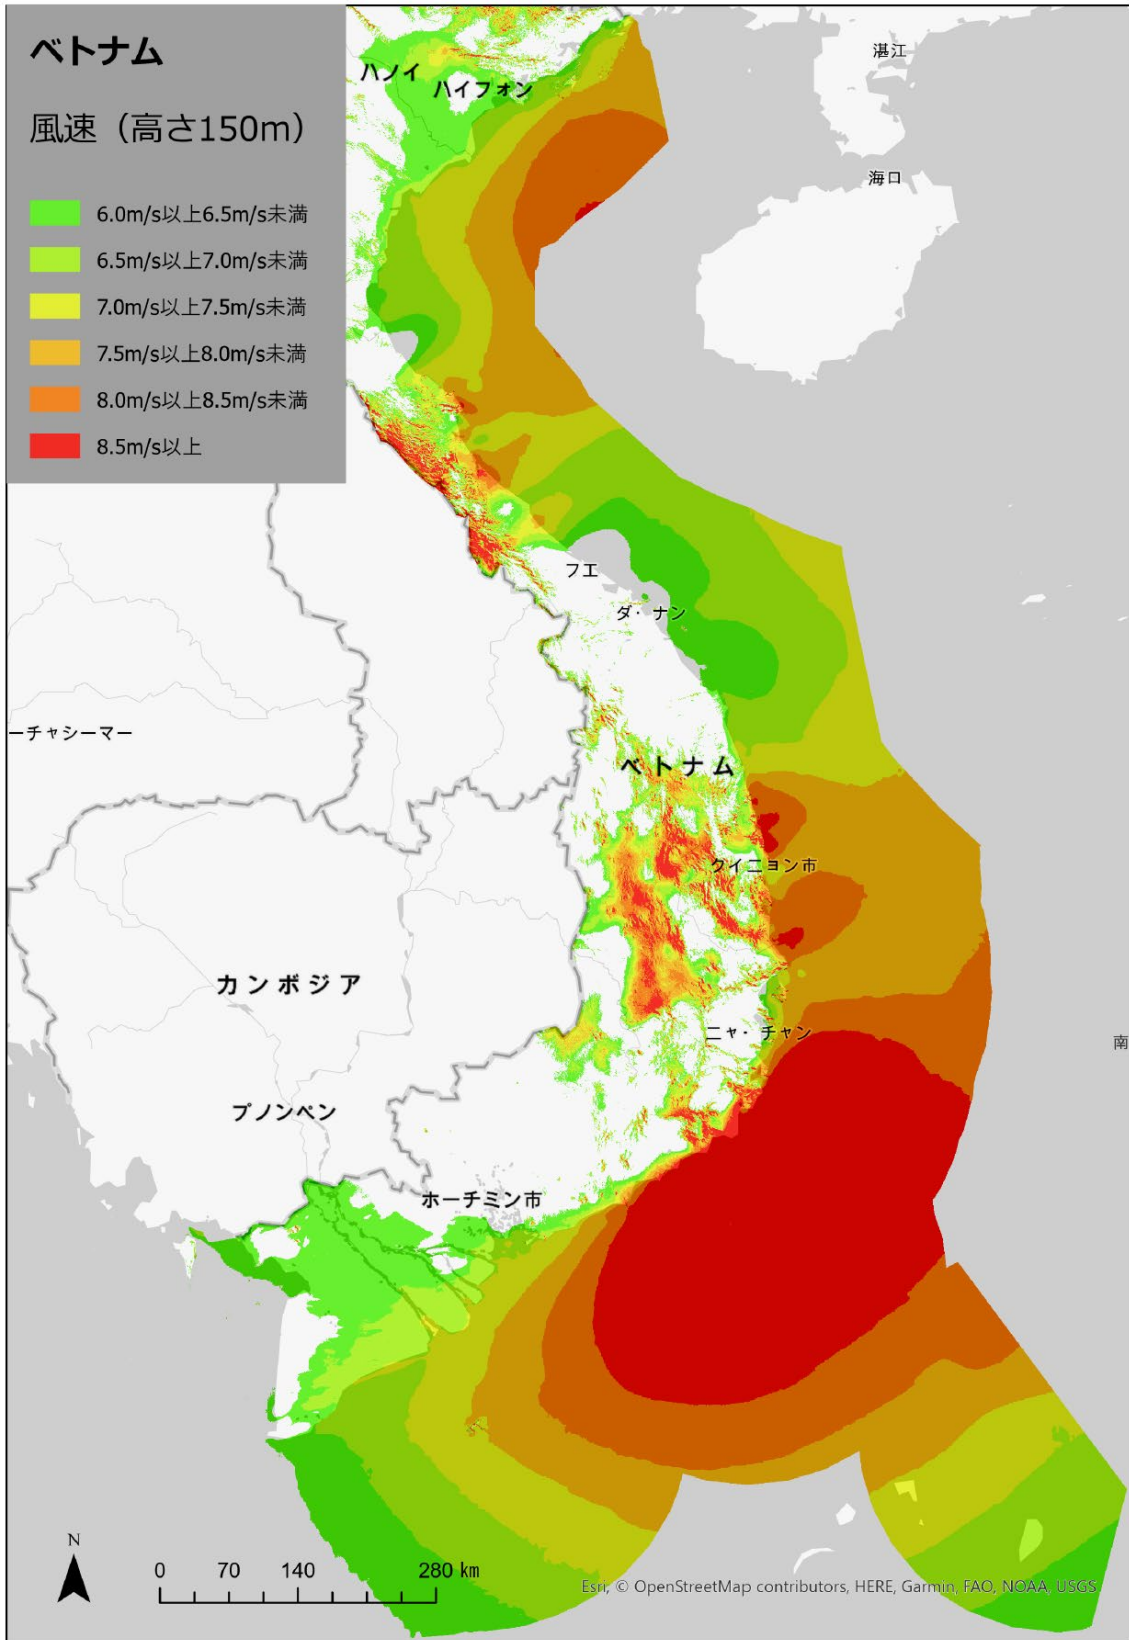 ベトナム
風速（高さ150m）
6.0m/s以上6.5m/s未満
6.5m/s以上7.0m/s未満
7.0m/s以上7.5m/s未満
7.5m/s以上8.0m/s未満
8.0m/s以上8.5m/s未満
8.5m/s以上
ハノイ
ハイフォン
湛江
海口
フエ
ダ・ナン
ーチャシーマー
ベトナム
クイニョン市
カンボジア
ニャ・チャン
南
プノンペン
ホーチミン市
N
0 70 140 280 km
Esri, © OpenStreetMap contributors, HERE, Garmin, FAO, NOAA, USGS